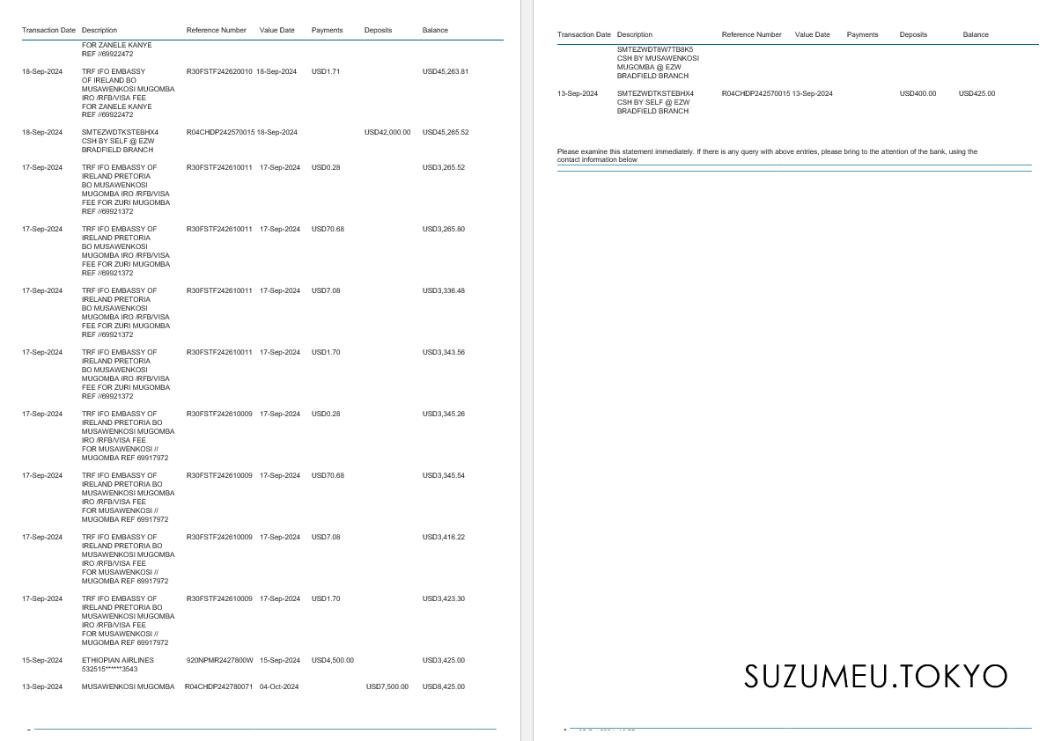 Transaction Date Description Reference Number Value Date Payments Deposits Balance
FOR ZANELE KANYE
REF //69922472
18-Sep-2024 TRF IFO EMBASSY R30FSTF242620010 18-Sep-2024 USD1.71 USD45,263.81
OF IRELAND BO
MUSAWENKOSI MUGOMBA
IRO /RFB/VISA FEE
FOR ZANELE KANYE
REF //69922472
18-Sep-2024 SMTEZWDTKSTEBHX4 R04CHDP242570015 18-Sep-2024 USD42,000.00 USD45,265.52
CSH BY SELF @ EZW
BRADFIELD BRANCH
17-Sep-2024 TRF IFO EMBASSY OF R30FSTF242610011 17-Sep-2024 USD0.28 USD3,265.52
IRELAND PRETORIA
BO MUSAWENKOSI
MUGOMBA IRO /RFB/VISA
FEE FOR ZURI MUGOMBA
REF //69921372
17-Sep-2024 TRF IFO EMBASSY OF R30FSTF242610011 17-Sep-2024 USD70.68 USD3,265.80
IRELAND PRETORIA
BO MUSAWENKOSI
MUGOMBA IRO /RFB/VISA
FEE FOR ZURI MUGOMBA
REF //69921372
17-Sep-2024 TRF IFO EMBASSY OF R30FSTF242610011 17-Sep-2024 USD7.08 USD3,336.48
IRELAND PRETORIA
BO MUSAWENKOSI
MUGOMBA IRO /RFB/VISA
FEE FOR ZURI MUGOMBA
REF //69921372
17-Sep-2024 TRF IFO EMBASSY OF R30FSTF242610011 17-Sep-2024 USD1.70 USD3,343.56
IRELAND PRETORIA
BO MUSAWENKOSI
MUGOMBA IRO /RFB/VISA
FEE FOR ZURI MUGOMBA
REF //69921372
17-Sep-2024 TRF IFO EMBASSY OF R30FSTF242610009 17-Sep-2024 USD0.28 USD3,345.26
IRELAND PRETORIA BO
MUSAWENKOSI MUGOMBA
IRO /RFB/VISA FEE
FOR MUSAWENKOSI //
MUGOMBA REF 69917972
17-Sep-2024 TRF IFO EMBASSY OF R30FSTF242610009 17-Sep-2024 USD70.68 USD3,345.54
IRELAND PRETORIA BO
MUSAWENKOSI MUGOMBA
IRO /RFB/VISA FEE
FOR MUSAWENKOSI //
MUGOMBA REF 69917972
17-Sep-2024 TRF IFO EMBASSY OF R30FSTF242610009 17-Sep-2024 USD7.08 USD3,416.22
IRELAND PRETORIA BO
MUSAWENKOSI MUGOMBA
IRO /RFB/VISA FEE
FOR MUSAWENKOSI //
MUGOMBA REF 69917972
17-Sep-2024 TRF IFO EMBASSY OF R30FSTF242610009 17-Sep-2024 USD1.70 USD3,423.30
IRELAND PRETORIA BO
MUSAWENKOSI MUGOMBA
IRO /RFB/VISA FEE
FOR MUSAWENKOSI //
MUGOMBA REF 69917972
15-Sep-2024 ETHIOPIAN AIRLINES 920NPMR2427800W 15-Sep-2024 USD4,500.00 USD3,425.00
532515******3543
13-Sep-2024 MUSAWENKOSI MUGOMBA R04CHDP242780071 04-Oct-2024 USD7,500.00 USD8,425.00
Transaction Date Description Reference Number Value Date Payments Deposits Balance
SMTEZWDT8W7TB8K5
CSH BY MUSAWENKOSI
MUGOMBA @ EZW
BRADFIELD BRANCH
13-Sep-2024 SMTEZWDTKSTEBHX4 R04CHDP242570015 13-Sep-2024 USD400.00 USD425.00
CSH BY SELF @ EZW
BRADFIELD BRANCH
Please examine this statement immediately. If there is any query with above entries, please bring to the attention of the bank, using the
contact information below
SUZUMEU.TOKYO